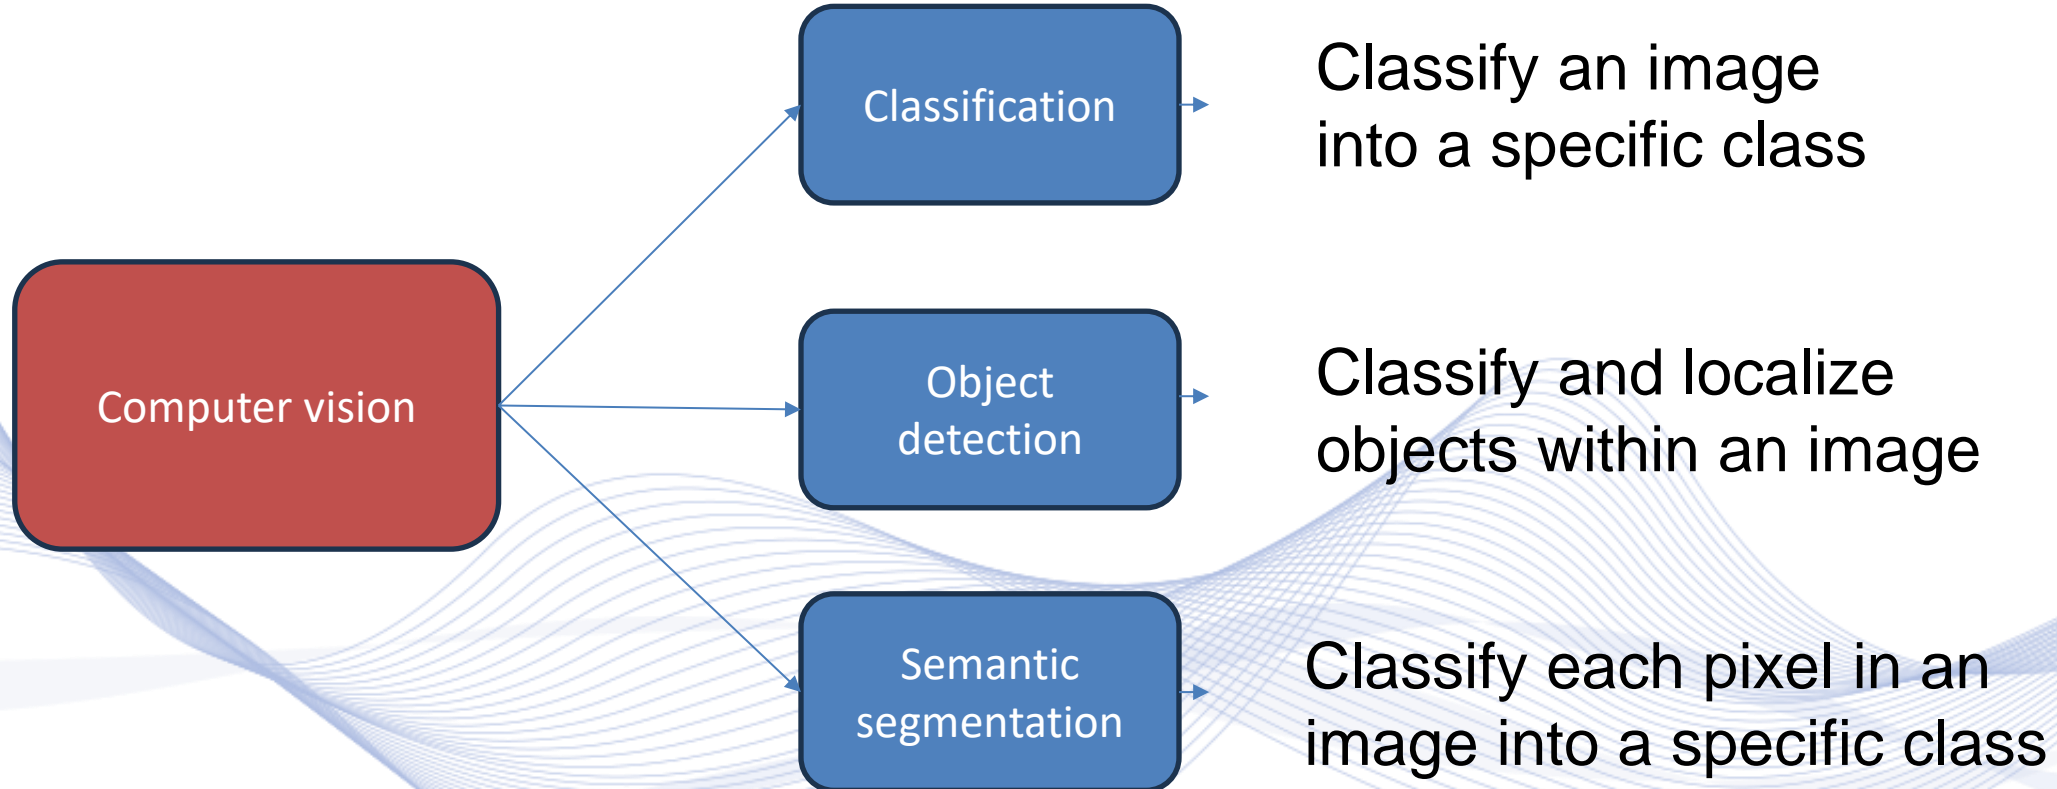 Computer vision
Classification
Classify an image
into a specific class
Object
detection
Classify and localize
objects within an image
Semantic
segmentation
Classify each pixel in an
image into a specific class